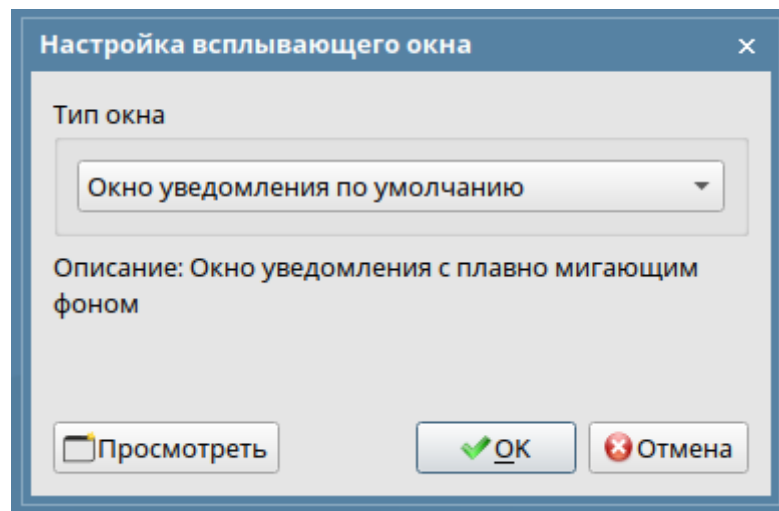 Настройка всплывающего окна
Тип окна
Окно уведомления по умолчанию
Описание: Окно уведомления с плавно мигающим
фоном
Просмотреть
OK
Отмена